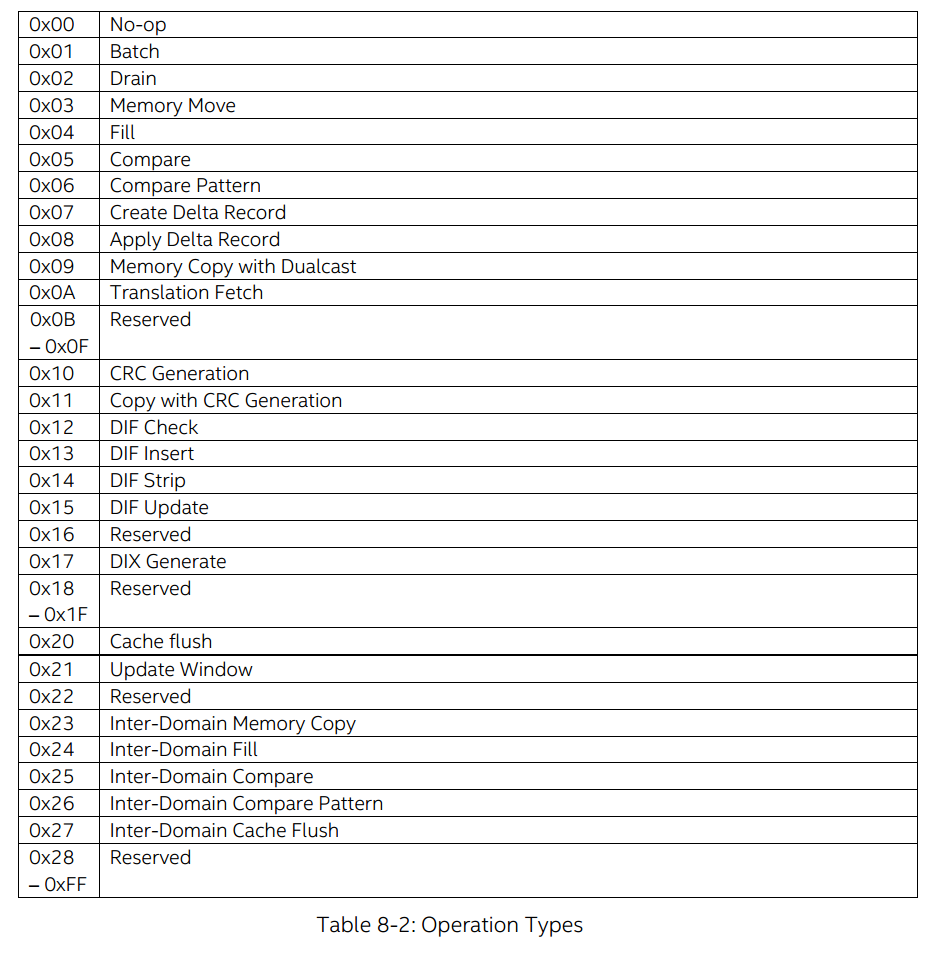 0x00 No-op
0x01 Batch
0x02 Drain
0x03 Memory Move
0x04 Fill
0x05 Compare
0x06 Compare Pattern
0x07 Create Delta Record
0x08 Apply Delta Record
0x09 Memory Copy with Dualcast
0x0A Translation Fetch
0x0B Reserved
– 0x0F
0x10 CRC Generation
0x11 Copy with CRC Generation
0x12 DIF Check
0x13 DIF Insert
0x14 DIF Strip
0x15 DIF Update
0x16 Reserved
0x17 DIX Generate
0x18 Reserved
– 0x1F
0x20 Cache flush
0x21 Update Window
0x22 Reserved
0x23 Inter-Domain Memory Copy
0x24 Inter-Domain Fill
0x25 Inter-Domain Compare
0x26 Inter-Domain Compare Pattern
0x27 Inter-Domain Cache Flush
0x28 Reserved
– 0xFF
Table 8-2: Operation Types